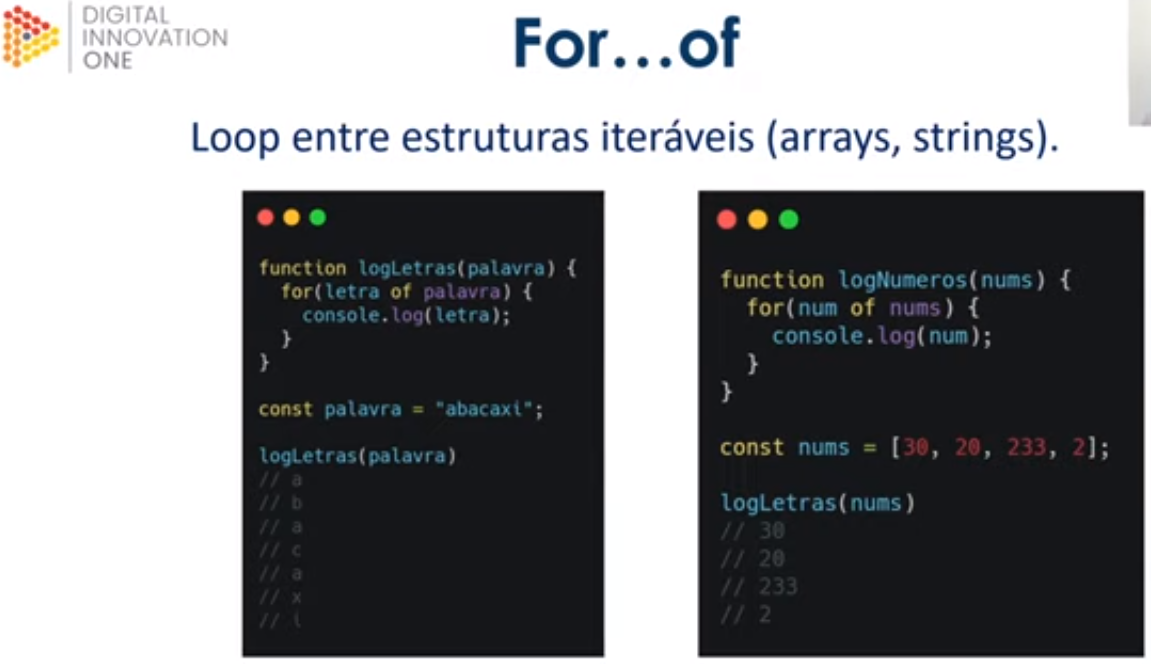 DIGITAL
INNOVATION
ONE
For...of
Loop entre estruturas iteráveis (arrays, strings).
function logLetras(palavra) {
  for(letra of palavra) {
    console.log(letra);
  }
}
const palavra = "abacaxi";
logLetras(palavra)
// a
// b
// a
// c
// a
// x
// i
function logNumeros(nums) {
  for(num of nums) {
    console.log(num);
  }
}
const nums = [30, 20, 233, 2];
logLetras(nums)
// 30
// 20
// 233
// 2